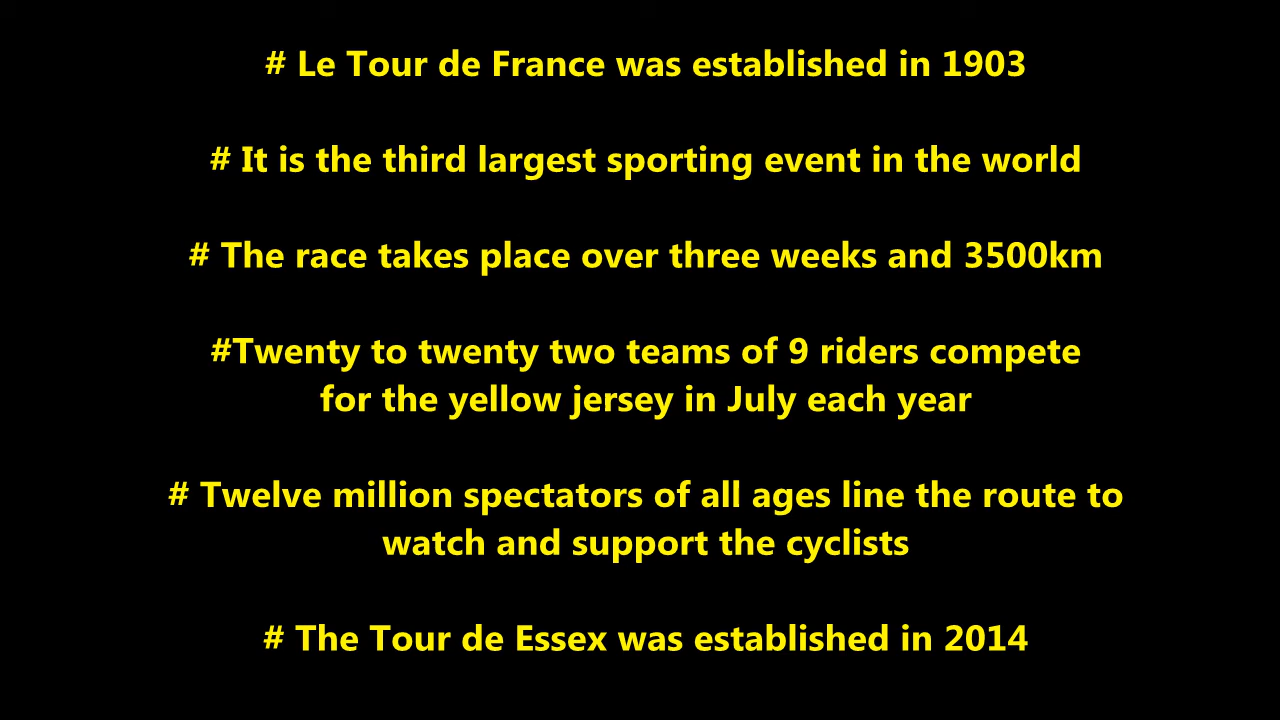 # Le Tour de France was established in 1903
# It is the third largest sporting event in the world
# The race takes place over three weeks and 3500km
#Twenty to twenty two teams of 9 riders compete
for the yellow jersey in July each year
# Twelve million spectators of all ages line the route to
watch and support the cyclists
# The Tour de Essex was established in 2014